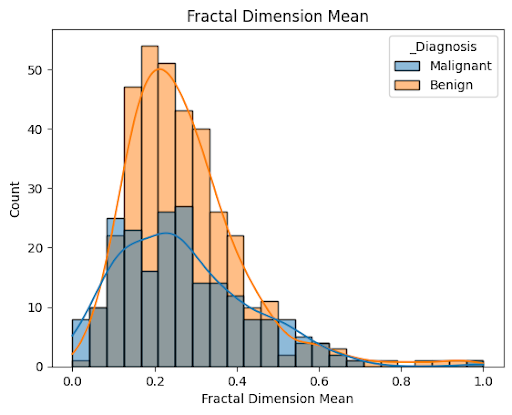 Fractal Dimension Mean
_Diagnosis
Malignant
Benign
Count
50
40
30
20
10
0
0.0 0.2 0.4 0.6 0.8 1.0
Fractal Dimension Mean